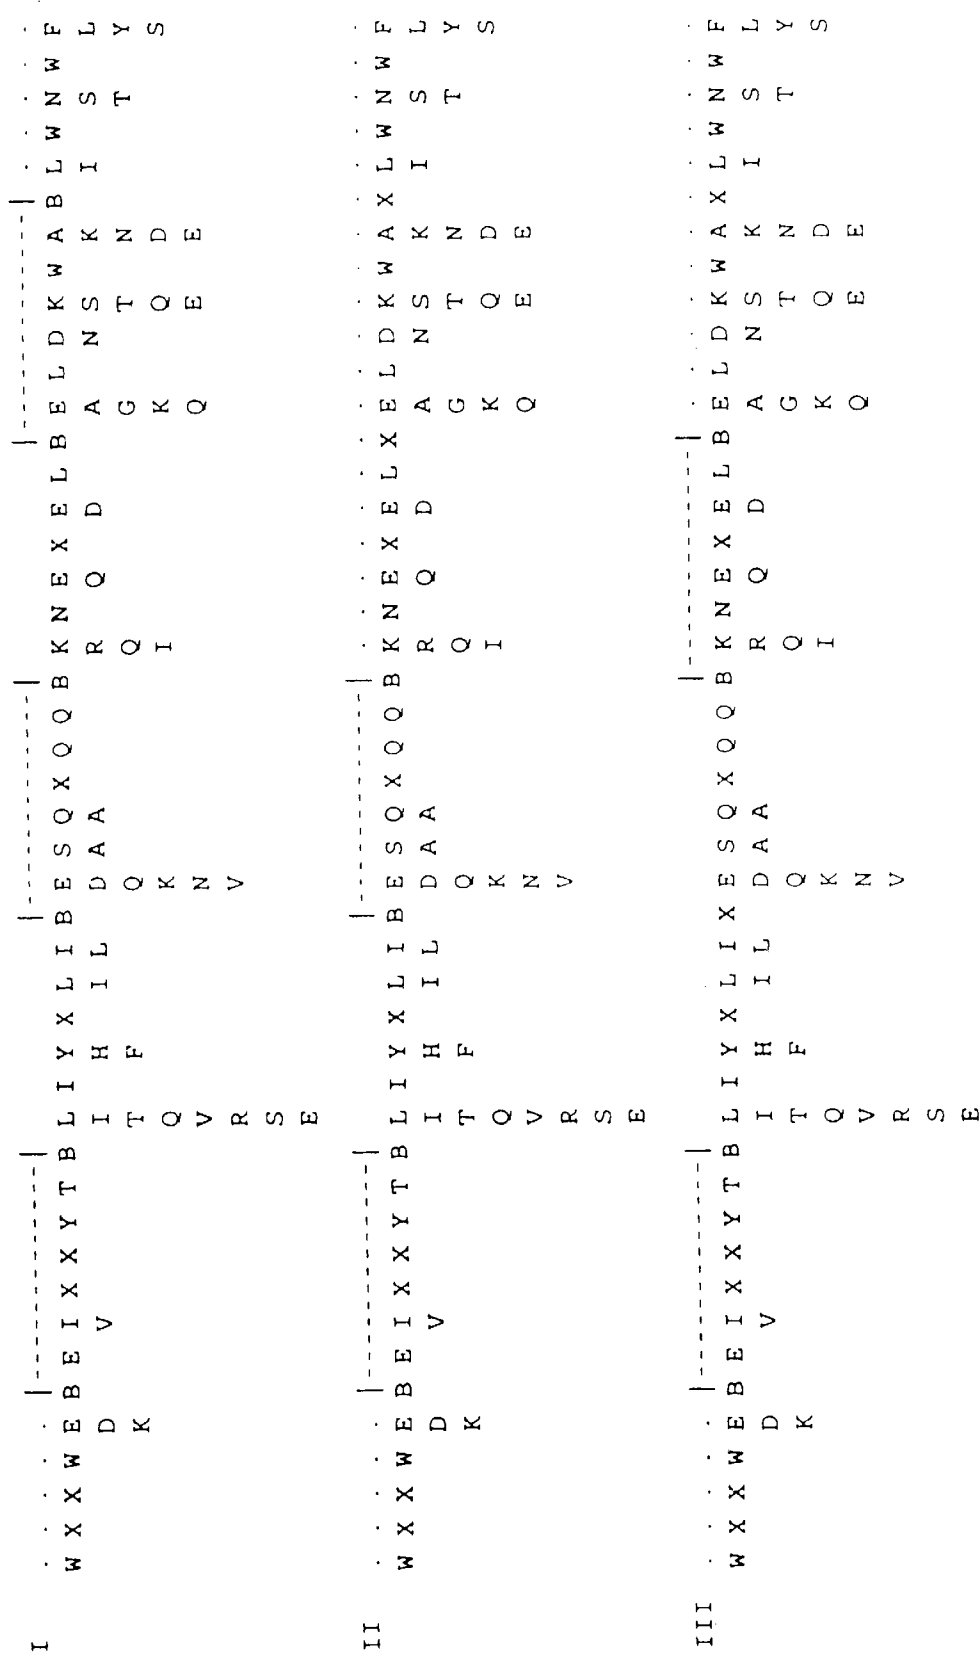 I
W X X W E B E I X X Y T B L I Y X L I B E S Q X Q Q B K N E X E L B E L D K W A B L W N W F
D V I H I L D A A R Q D A N S K I S L
K T F Q Q G T N T Y
Q K I K Q D S
V N Q E E
R V
S
E
II
W X X W E B E I X X Y T B L I Y X L I B E S Q X Q Q B K N E X E L X E L D K W A X L W N W F
D V I H I L D A A R Q D A N S K I S L
K T F Q Q G T N T Y
Q K I K Q D S
V N Q E E
R V
S
E
III
W X X W E B E I X X Y T B L I Y X L I X E S Q X Q Q B K N E X E L B E L D K W A X L W N W F
D V I H I L D A A R Q D A N S K I S L
K T F Q Q G T N T Y
Q K I K Q D S
V N Q E E
R V
S
E